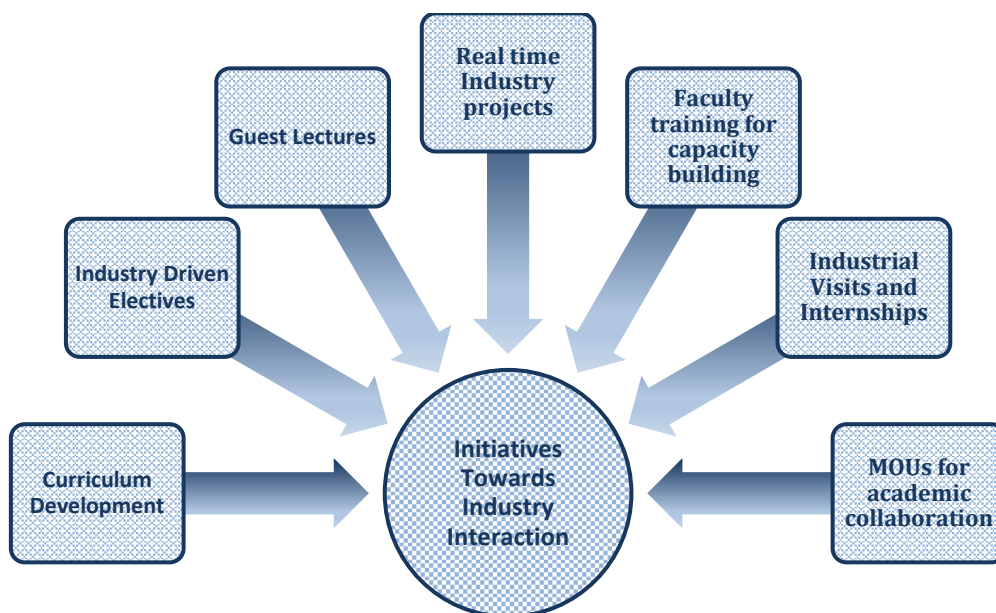 Real time
Industry
projects
Guest Lectures
Faculty
training for
capacity
building
Industry Driven
Electives
Industrial
Visits and
Internships
Curriculum
Development
Initiatives
Towards
Industry
Interaction
MOUs for
academic
collaboration